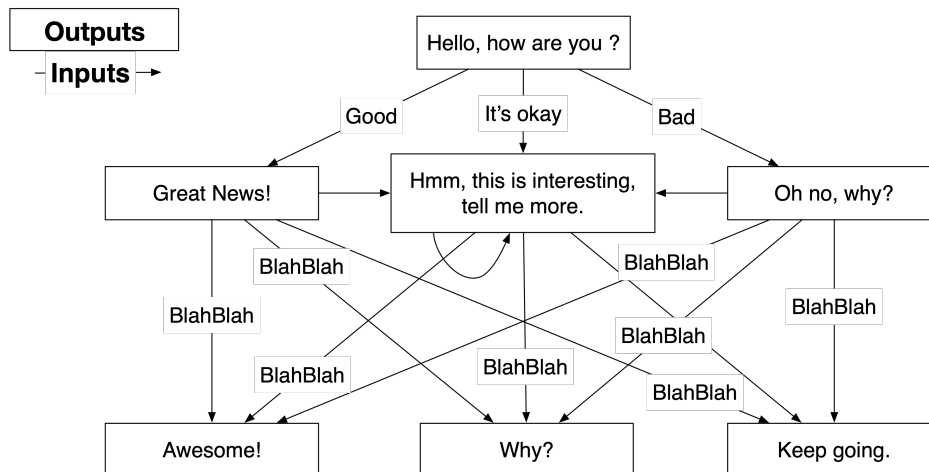 Outputs
Inputs
Hello, how are you ?
Good
It's okay
Bad
Great News!
Hmm, this is interesting,
tell me more.
Oh no, why?
BlahBlah
BlahBlah
BlahBlah
BlahBlah
BlahBlah
BlahBlah
BlahBlah
BlahBlah
Awesome!
Why?
Keep going.